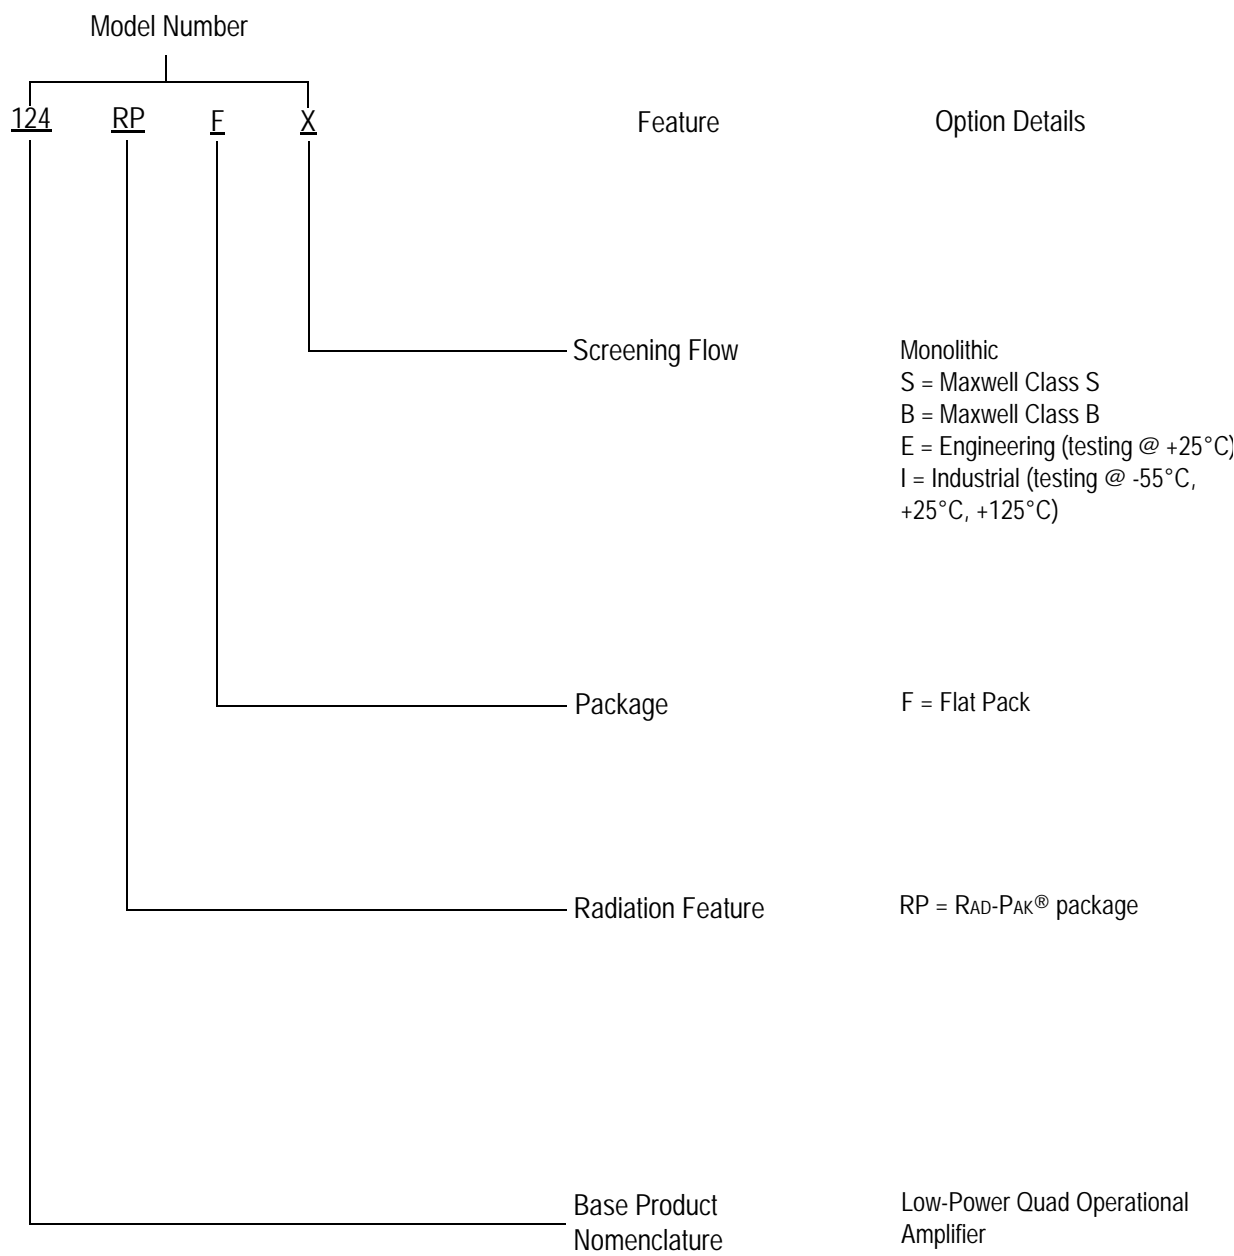 Model Number
124 RP F X
Feature Option Details
Screening Flow
Monolithic
S = Maxwell Class S
B = Maxwell Class B
E = Engineering (testing @ +25°C)
I = Industrial (testing @ -55°C,
+25°C, +125°C)
Package
F = Flat Pack
Radiation Feature
RP = RAD-PAK® package
Base Product
Nomenclature
Low-Power Quad Operational
Amplifier